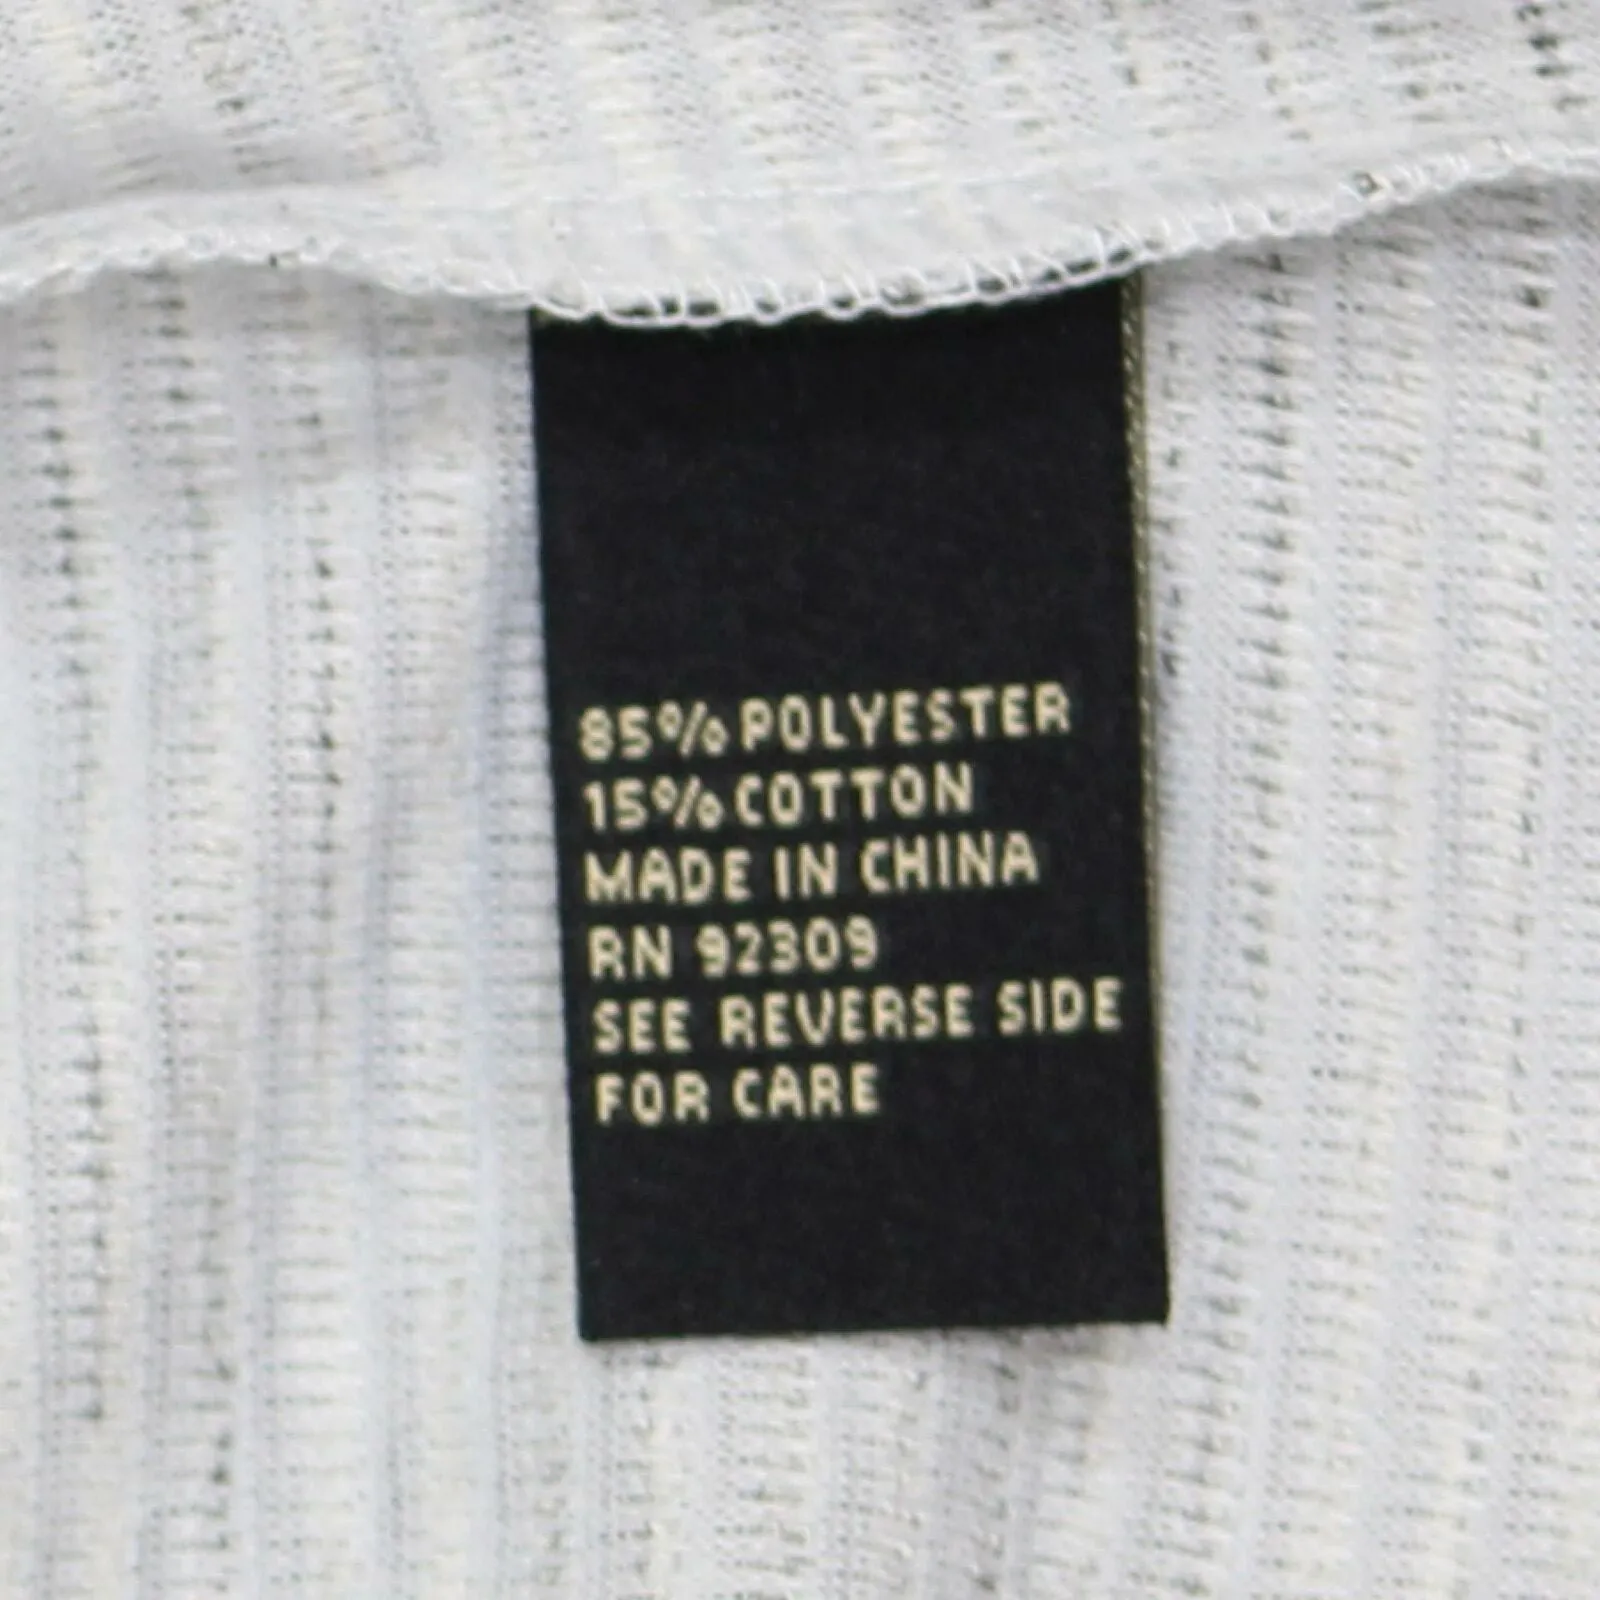 85% POLYESTER
15% COTTON
MADE IN CHINA
RN 92309
SEE REVERSE SIDE
FOR CARE